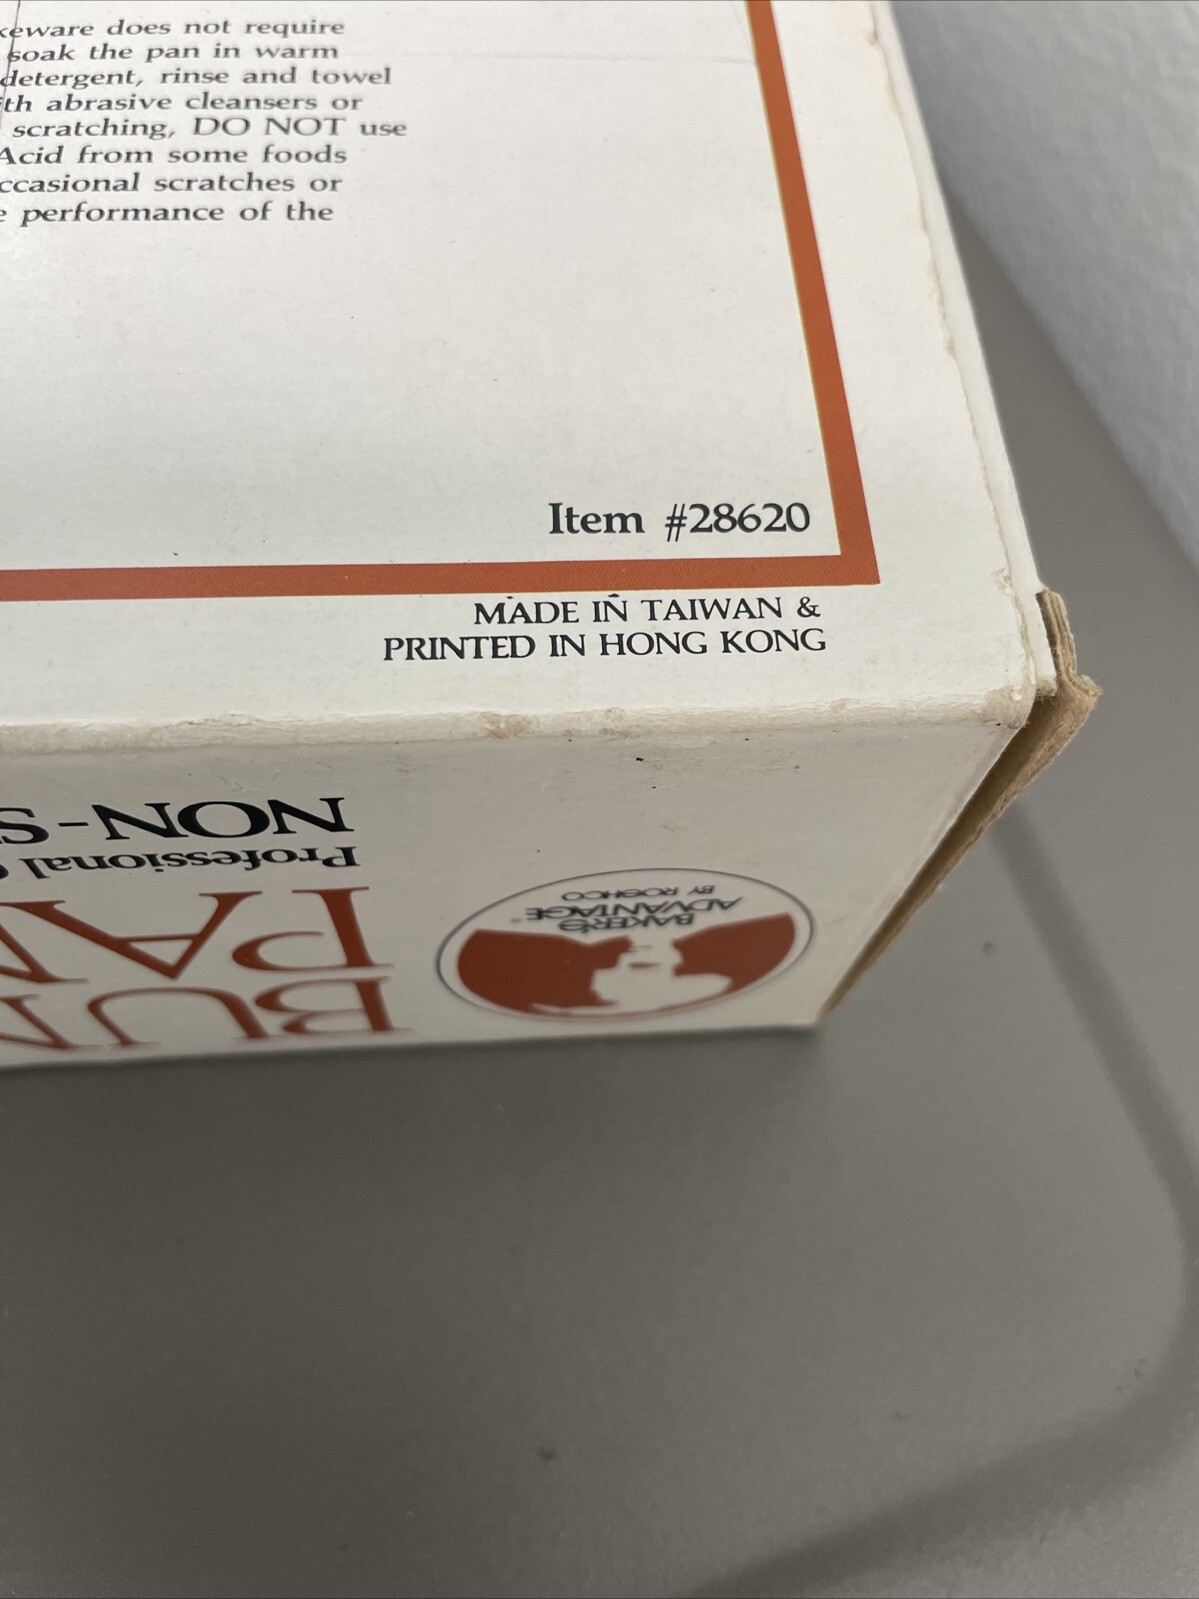 keware does not require
soak the pan in warm
detergent, rinse and towel
th abrasive cleansers or
scratching, DO NOT use
Acid from some foods
ccasional scratches or
e performance of the
Item #28620
MADE IN TAIWAN &
PRINTED IN HONG KONG
NON-S
Professional
PAN
BUN
BAKER'S
ADVANTAGE®
BY ROSHCO